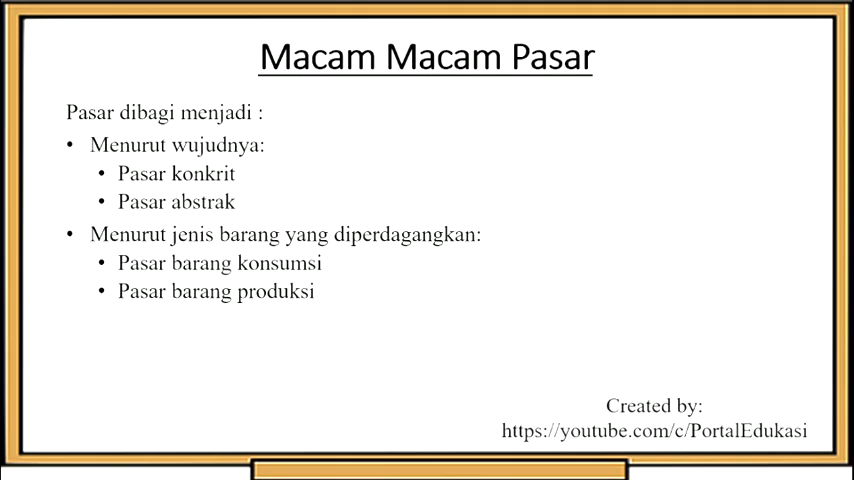 Macam Macam Pasar
Pasar dibagi menjadi :
• Menurut wujudnya:
• Pasar konkrit
• Pasar abstrak
• Menurut jenis barang yang diperdagangkan:
• Pasar barang konsumsi
• Pasar barang produksi
Created by:
https://youtube.com/c/PortalEdukasi